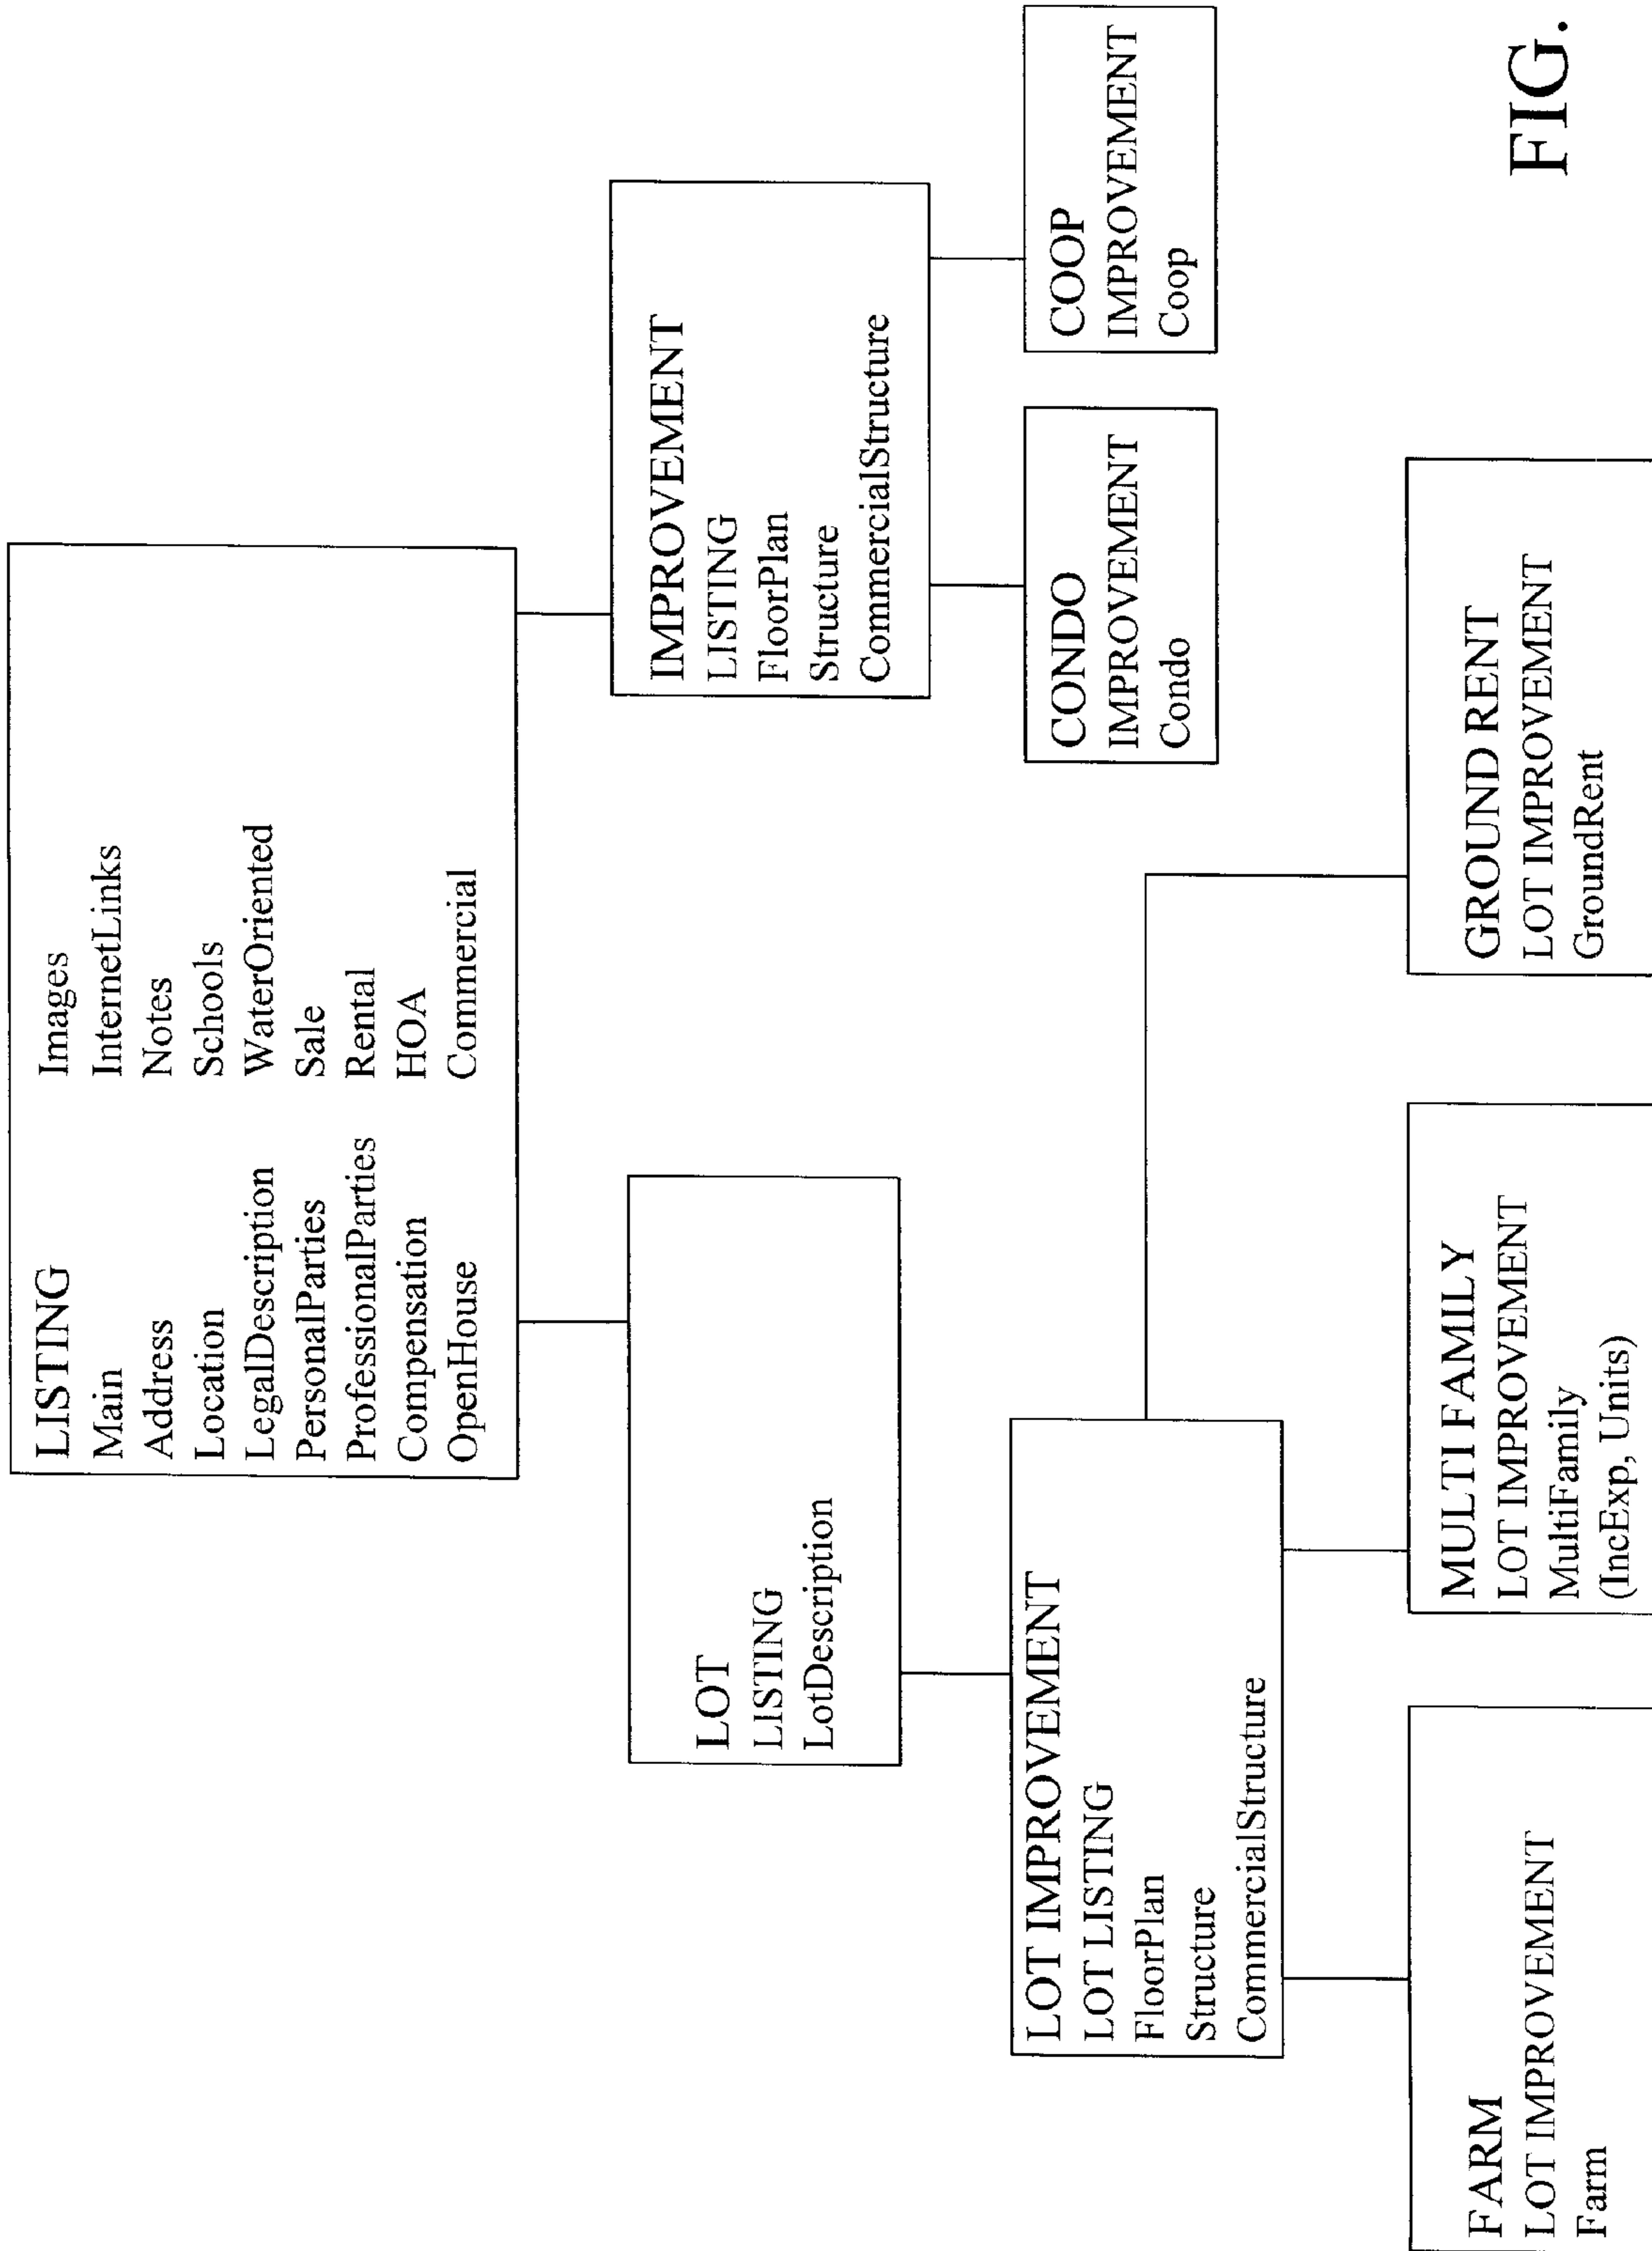 LISTING
Main
Address
Location
LegalDescription
PersonalParties
ProfessionalParties
Compensation
OpenHouse
Images
InternetLinks
Notes
Schools
WaterOriented
Sale
Rental
HOA
Commercial
LOT
LISTING
LotDescription
IMPROVEMENT
LISTING
FloorPlan
Structure
CommercialStructure
LOT IMPROVEMENT
LOT LISTING
FloorPlan
Structure
CommercialStructure
CONDO
IMPROVEMENT
Condo
COOP
IMPROVEMENT
Coop
FARM
LOT IMPROVEMENT
Farm
MULTI FAMILY
LOT IMPROVEMENT
MultiFamily
(IncExp, Units)
GROUND RENT
LOT IMPROVEMENT
GroundRent
FIG.